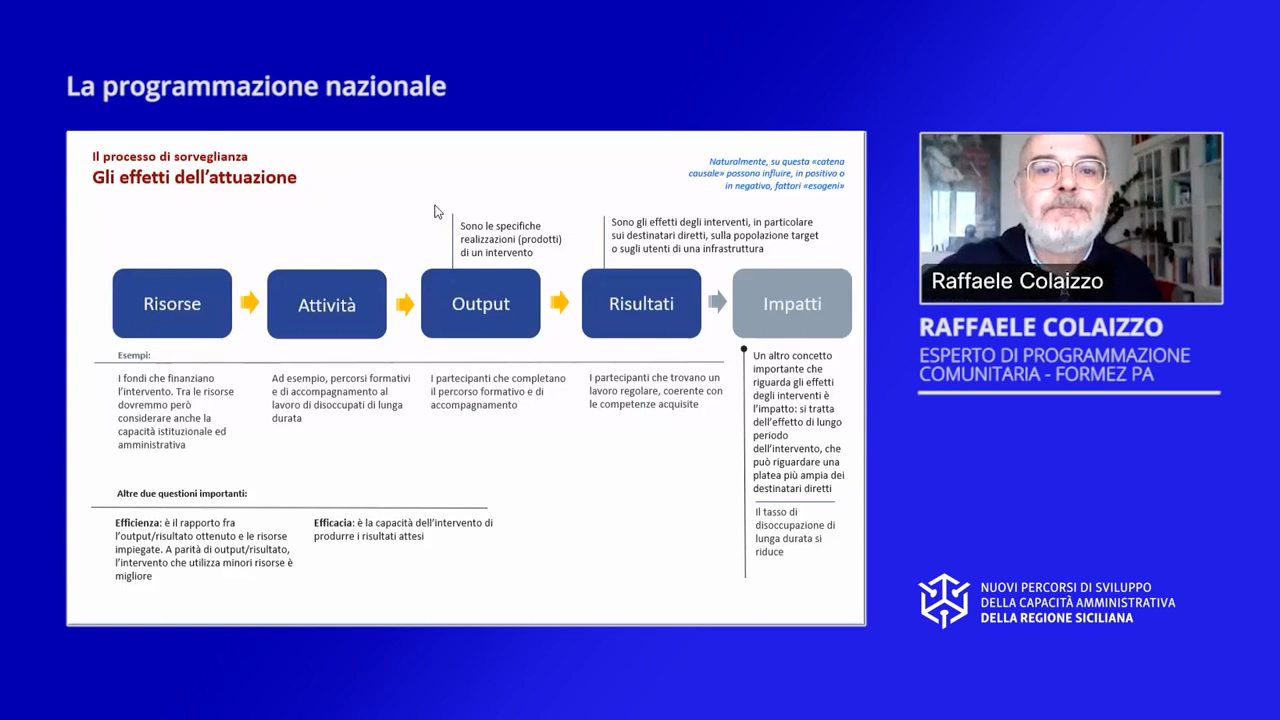 La programmazione nazionale
Il processo di sorveglianza
Gli effetti dell'attuazione
Naturalmente, su questa «catena
causale» possono influire, in positivo o
in negativo, fattori «esogeni»
Sono le specifiche
realizzazioni (prodotti)
di un intervento
Sono gli effetti degli interventi, in particolare
sui destinatari diretti, sulla popolazione target
o sugli utenti di una infrastruttura
Risorse
Attività
Output
Risultati
Impatti
Esempi:
I fondi che finanziano
l'intervento. Tra le risorse
dovremmo però
considerare anche la
capacità istituzionale ed
amministrativa
Ad esempio, percorsi formativi
e di accompagnamento al
lavoro di disoccupati di lunga
durata
I partecipanti che completano
il percorso formativo e di
accompagnamento
I partecipanti che trovano un
lavoro regolare, coerente con
le competenze acquisite
Un altro concetto
importante che
riguarda gli effetti
degli interventi è
l'impatto: si tratta
dell'effetto di lungo
periodo
dell'intervento, che
può riguardare una
platea più ampia dei
destinatari diretti
Il tasso di
disoccupazione di
lunga durata si
riduce
Altre due questioni importanti:
Efficienza: è il rapporto fra
l'output/risultato ottenuto e le risorse
impiegate. A parità di output/risultato,
l'intervento che utilizza minori risorse è
migliore
Efficacia: è la capacità dell'intervento di
produrre i risultati attesi
Raffaele Colaizzo
RAFFAELE COLAIZZO
ESPERTO DI PROGRAMMAZIONE
COMUNITARIA - FORMEZ PA
NUOVI PERCORSI DI SVILUPPO
DELLA CAPACITÀ AMMINISTRATIVA
DELLA REGIONE SICILIANA